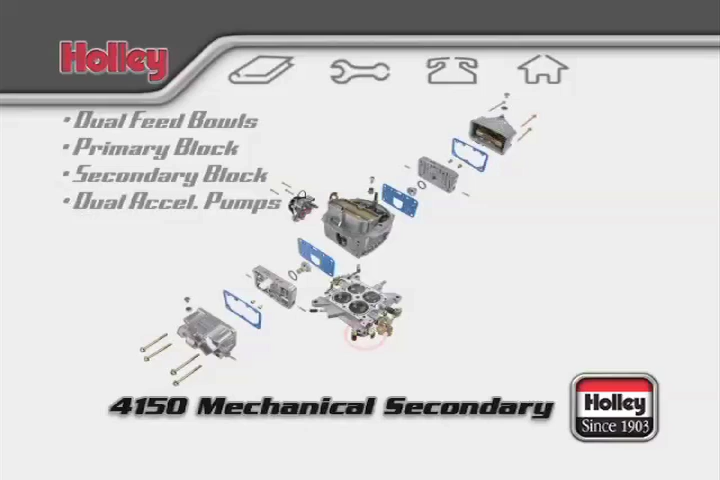 Holley
• Dual Feed Bowls
• Primary Block
• Secondary Block
• Dual Accel. Pumps
4150 Mechanical Secondary
Holley
Since 1903